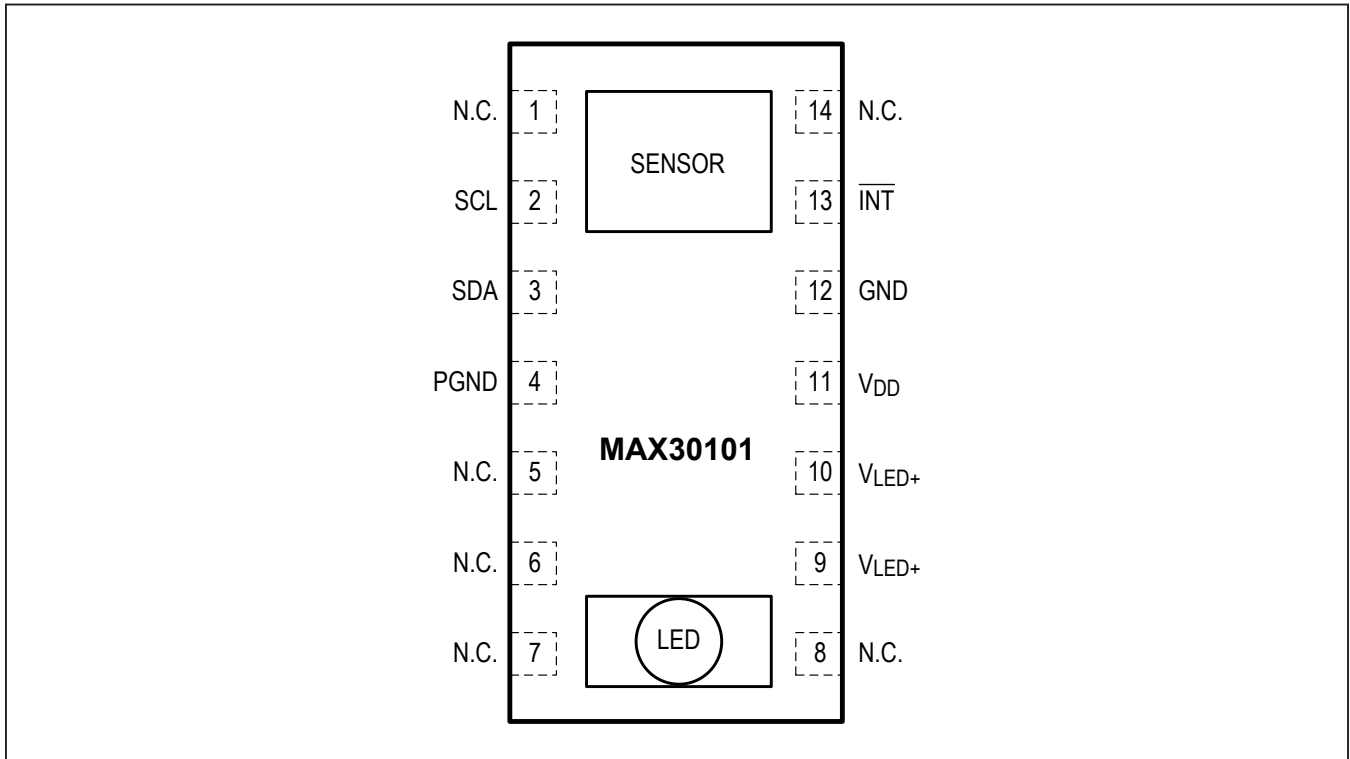 N.C. 1 14 N.C.
SENSOR
SCL 2 13 I̅N̅T̅
SDA 3 12 GND
PGND 4 11 VDD
MAX30101
N.C. 5 10 VLED+
N.C. 6 9 VLED+
LED
N.C. 7 8 N.C.